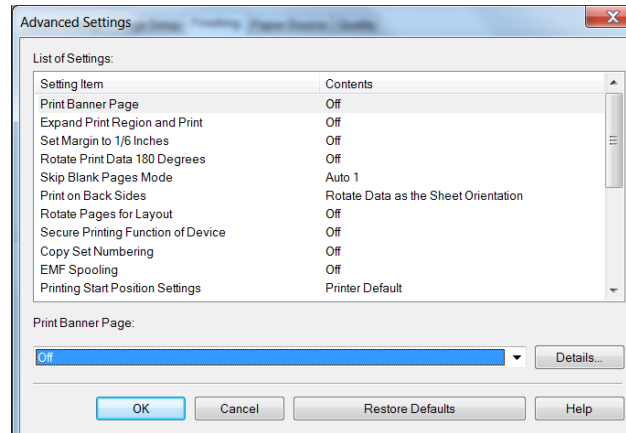 Advanced Settings
Finishing Paper Source Quality
List of Settings:
Setting Item Contents
Print Banner Page Off
Expand Print Region and Print Off
Set Margin to 1/6 Inches Off
Rotate Print Data 180 Degrees Off
Skip Blank Pages Mode Auto 1
Print on Back Sides Rotate Data as the Sheet Orientation
Rotate Pages for Layout Off
Secure Printing Function of Device Off
Copy Set Numbering Off
EMF Spooling Off
Printing Start Position Settings Printer Default
Print Banner Page:
Off Details...
OK Cancel Restore Defaults Help